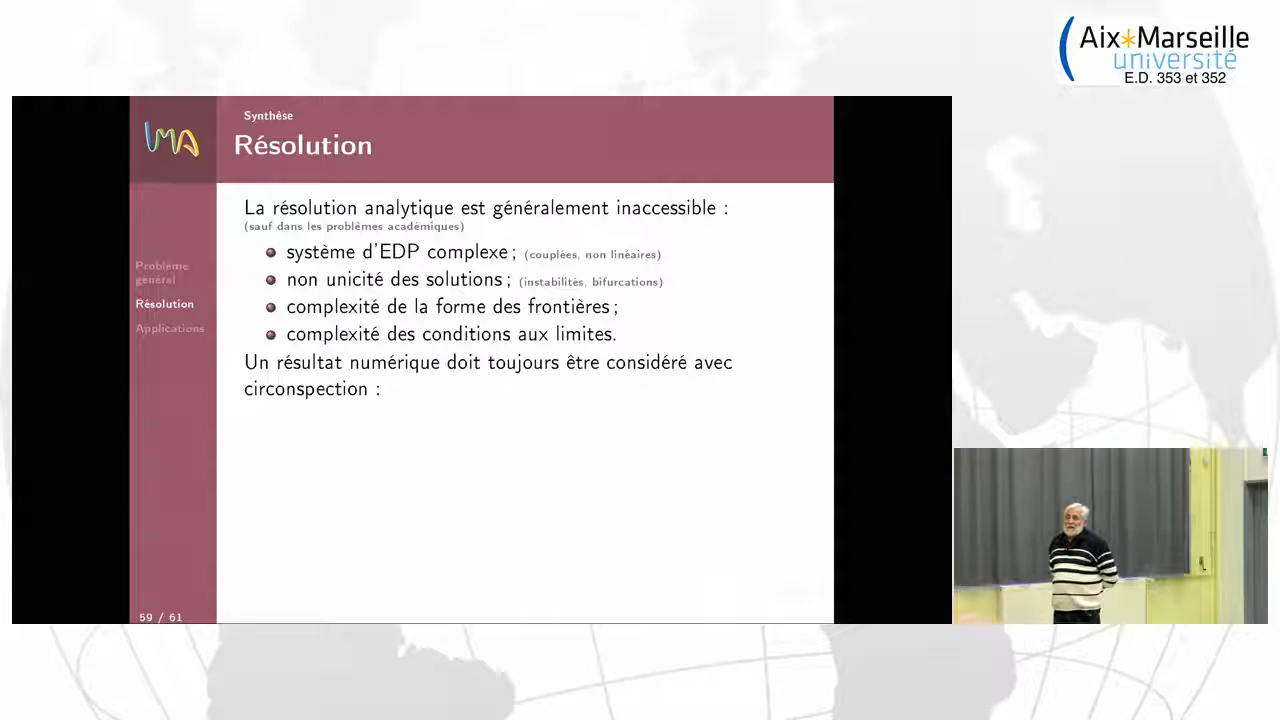 Aix*Marseille
université
E.D. 353 et 352
Synthèse
LMA
Résolution
La résolution analytique est généralement inaccessible :
(sauf dans les problèmes académiques)
système d'EDP complexe ; (couplées, non linéaires)
non unicité des solutions ; (instabilités, bifurcations)
complexité de la forme des frontières ;
complexité des conditions aux limites.
Un résultat numérique doit toujours être considéré avec
circonspection :
Problème
général
Résolution
Applications
59 / 61